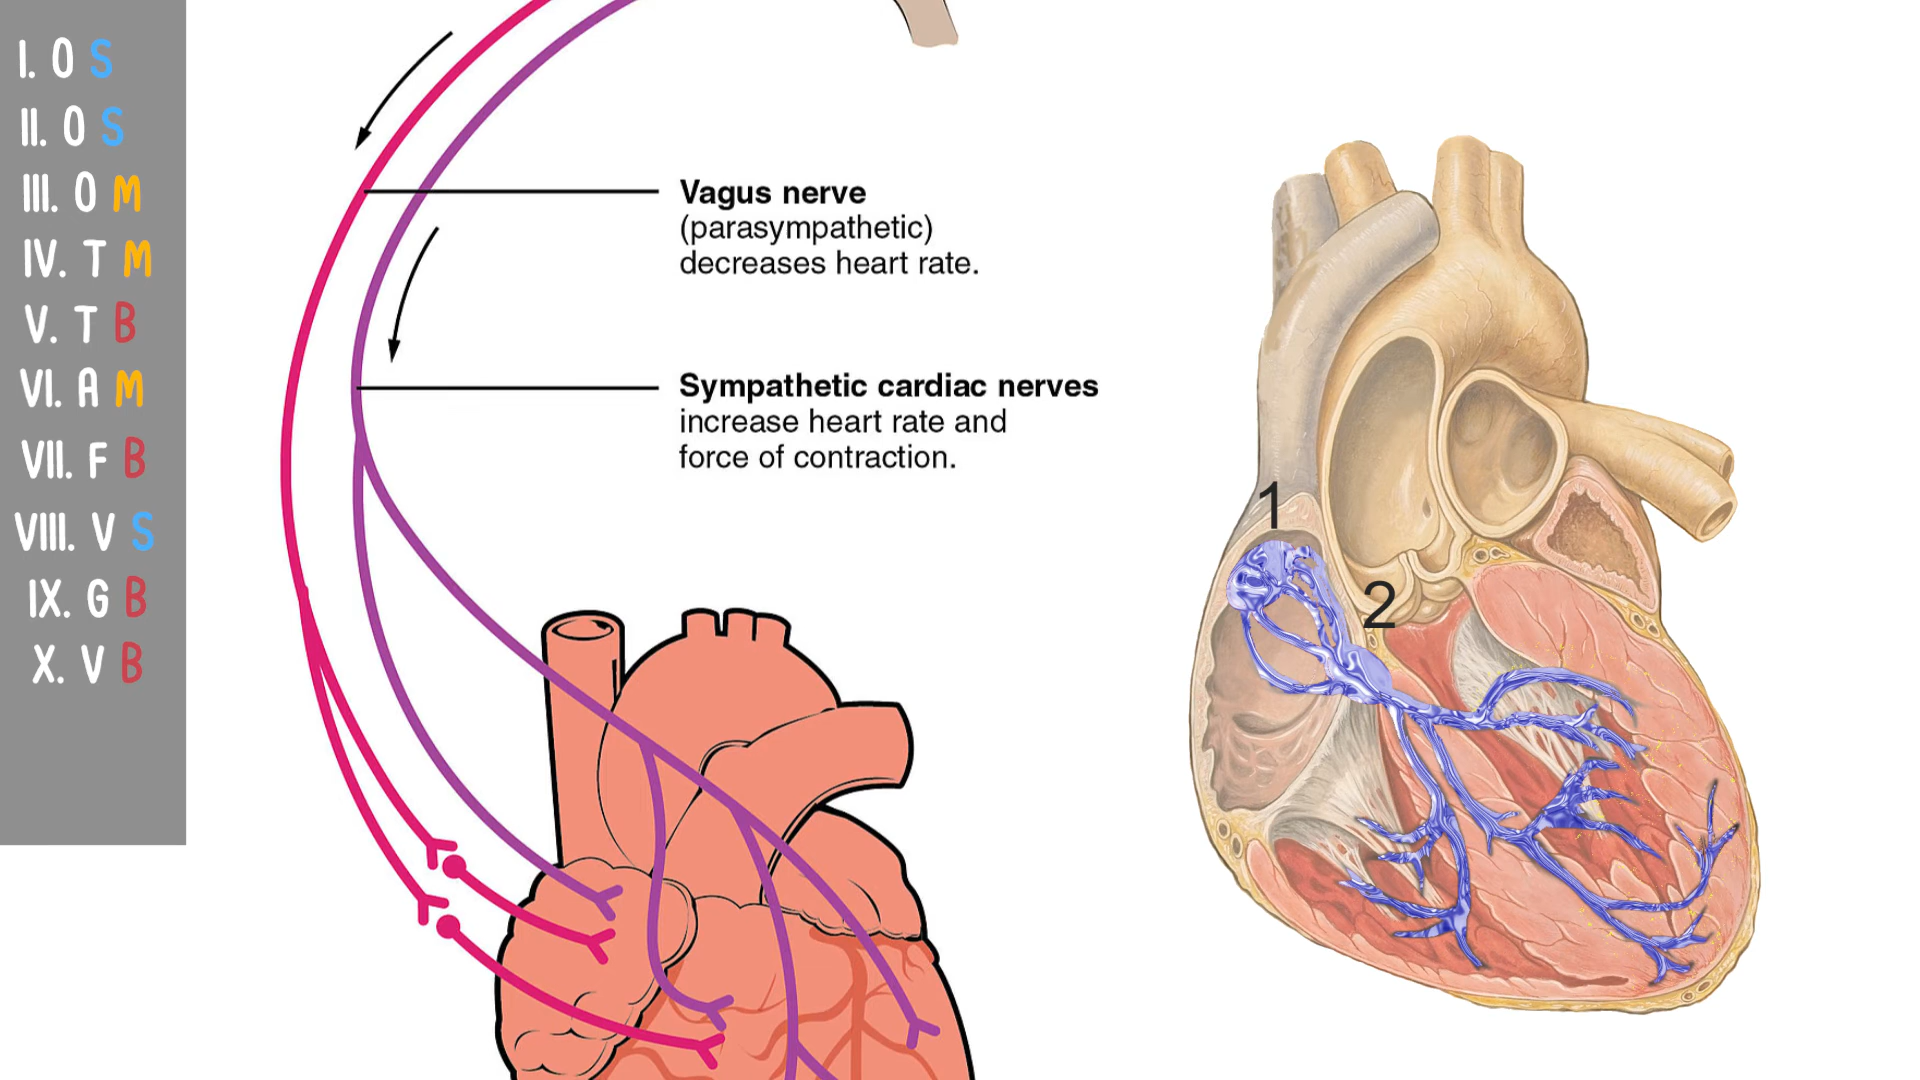 I. O S
II. O S
III. O M
IV. T M
V. T B
VI. A M
VII. F B
VIII. V S
IX. G B
X. V B
Vagus nerve
(parasympathetic)
decreases heart rate.
Sympathetic cardiac nerves
increase heart rate and
force of contraction.
1
2